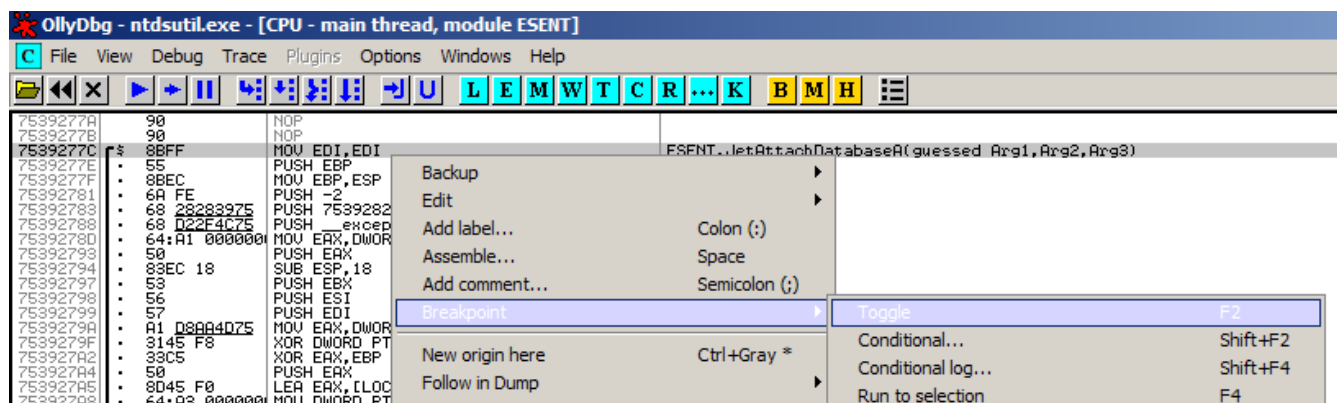 OllyDbg - ntdsutil.exe - [CPU - main thread, module ESENT]
C File View Debug Trace Plugins Options Windows Help
L E M W T C R ... K B M H
7539277A 90 NOP
7539277B 90 NOP
7539277C $ 8BFF MOV EDI,EDI ESENT.JetAttachDatabaseA(guessed Arg1,Arg2,Arg3)
7539277E . 55 PUSH EBP
7539277F . 8BEC MOV EBP,ESP
75392781 . 6A FE PUSH -2
75392783 . 68 28283975 PUSH 7539282
75392788 . 68 D22F4C75 PUSH __excep
7539278D . 64:A1 000000 MOV EAX,DWOR
75392793 . 50 PUSH EAX
75392794 . 83EC 18 SUB ESP,18
75392797 . 53 PUSH EBX
75392798 . 56 PUSH ESI
75392799 . 57 PUSH EDI
7539279A . A1 D8AA4D75 MOV EAX,DWOR
7539279F . 3145 F8 XOR DWORD PT
753927A2 . 33C5 XOR EAX,EBP
753927A4 . 50 PUSH EAX
753927A5 . 8D45 F0 LEA EAX,[LOC
753927A8 . 64:A3 000000 MOV DWORD PT
Backup
Edit
Add label... Colon (:)
Assemble... Space
Add comment... Semicolon (;)
Breakpoint
New origin here Ctrl+Gray *
Follow in Dump
Toggle F2
Conditional... Shift+F2
Conditional log... Shift+F4
Run to selection F4